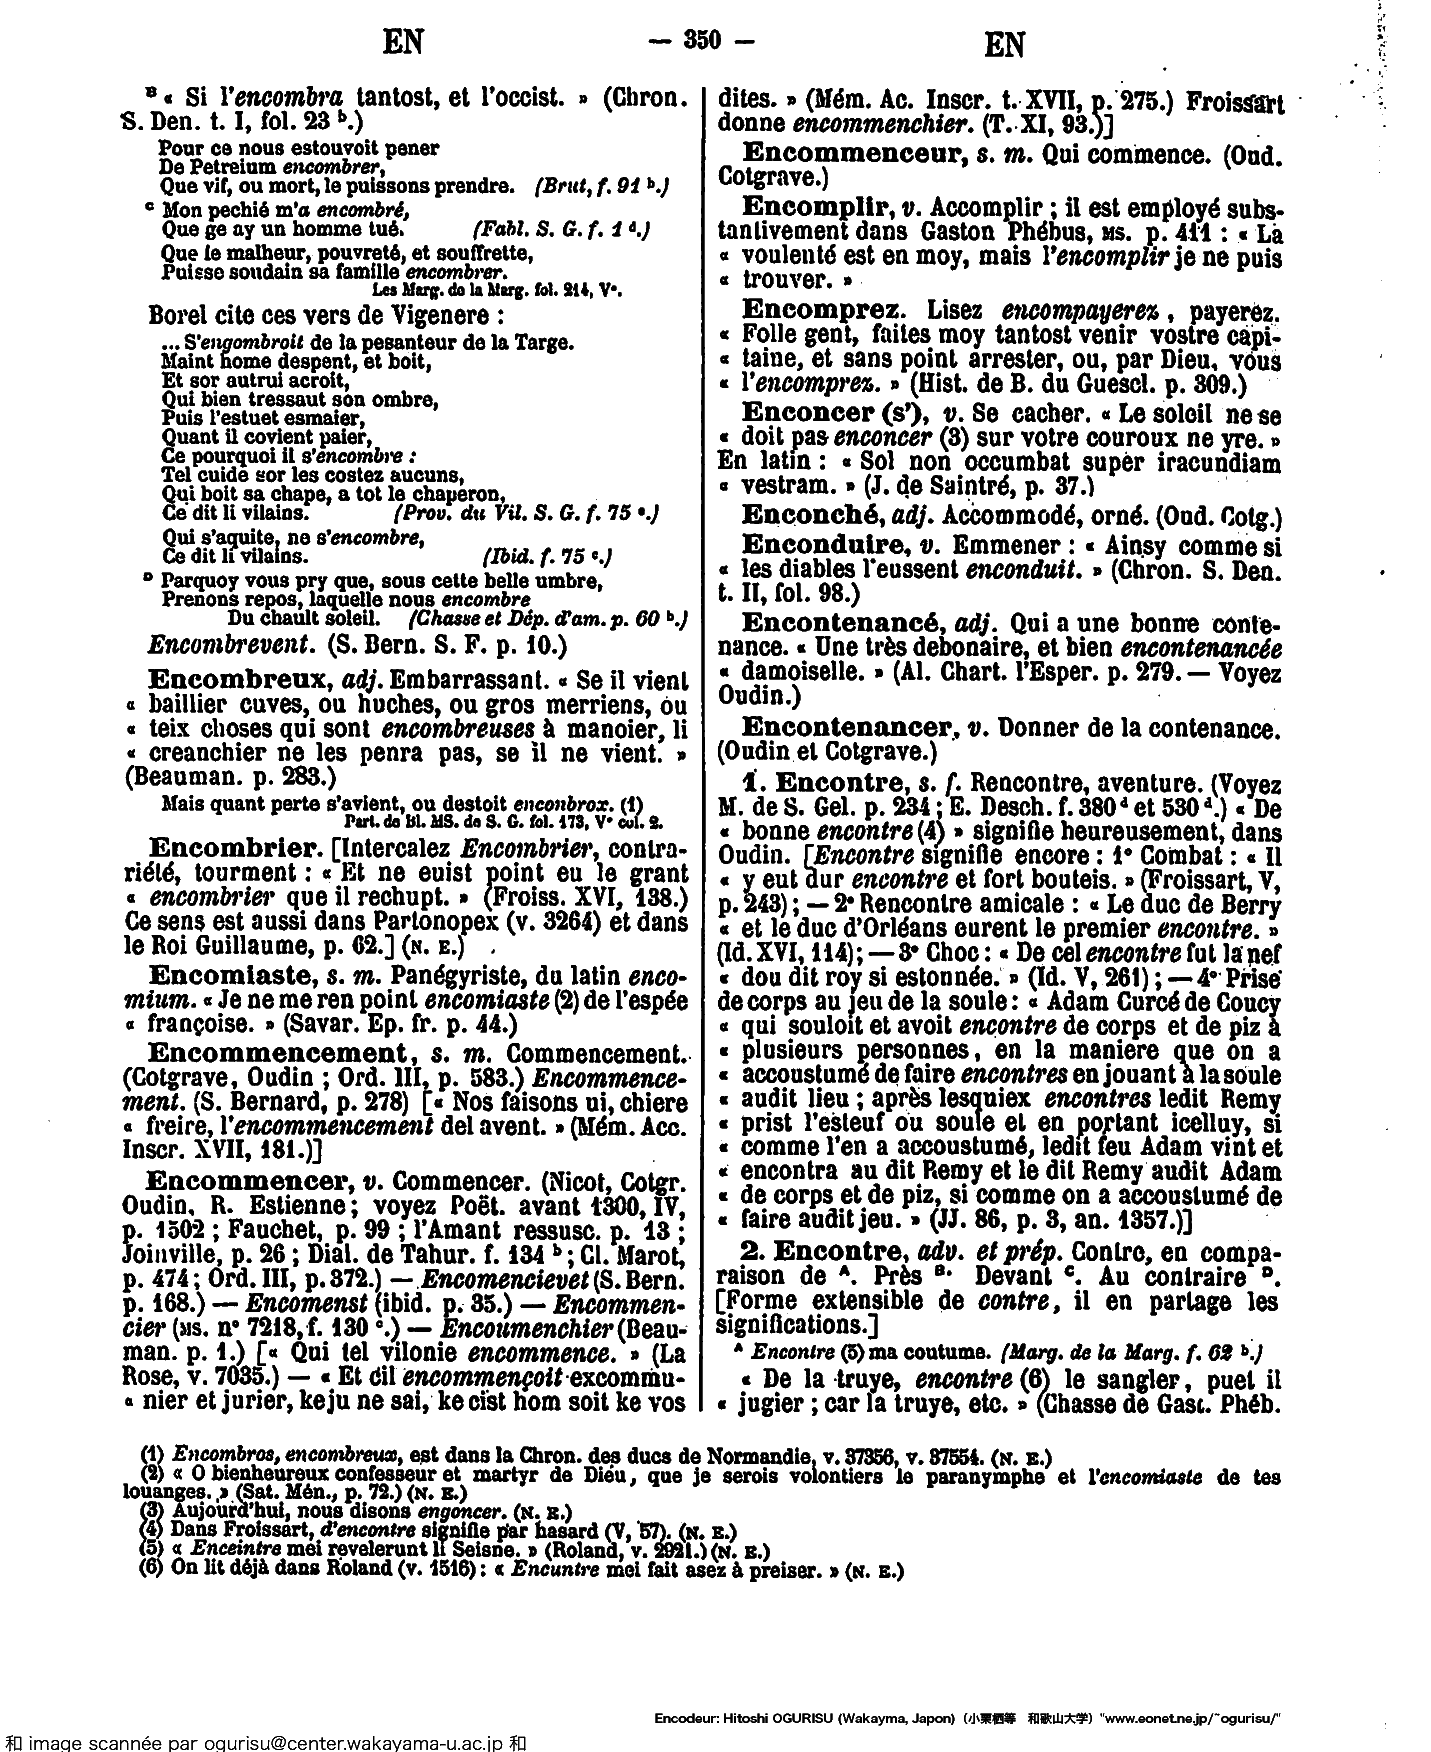 EN — 350 — EN
ᴮ « Si l'encombra tantost, et l'occist. » (Chron.
S. Den. t. I, fol. 23 ᵇ.)
Pour ce nous estouvoit pener
De Petreium encombrer,
Que vif, ou mort, le puissons prendre. (Brut, f. 91 ᵇ.)
ᶜ Mon pechié m'a encombré,
Que ge ay un homme tué. (Fabl. S. G. f. 1 ᵈ.)
Que le malheur, pouvreté, et souffrette,
Puisse soudain sa famille encombrer.
Les Marg. de la Marg. fol. 214, V°.
Borel cite ces vers de Vigenere :
... S'engombroit de la pesanteur de la Targe.
Maint home despent, et boit,
Et sor autrui acroit,
Qui bien tressaut son ombre,
Puis l'estuet esmaier,
Quant il covient paier,
Ce pourquoi il s'encombre :
Tel cuide sor les costez aucuns,
Qui boit sa chape, a tot le chaperon,
Ce dit li vilains. (Prov. du Vil. S. G. f. 75 ᵉ.)
Qui s'aquite, ne s'encombre,
Ce dit li vilains. (Ibid. f. 75 ᶜ.)
ᴰ Parquoy vous pry que, sous cette belle umbre,
Prenons repos, laquelle nous encombre
Du chault soleil. (Chasse et Dép. d'am. p. 60 ᵇ.)
Encombrevent. (S. Bern. S. F. p. 10.)
Encombreux, adj. Embarrassant. « Se il vient
« baillier cuves, ou huches, ou gros merriens, ou
« teix choses qui sont encombreuses à manoier, li
« creanchier ne les penra pas, se il ne vient. »
(Beauman. p. 283.)
Mais quant perte s'avient, ou destoit enconbrox. (1)
Part. de Bl. MS. de S. G. fol. 173, V° col. 2.
Encombrier. [Intercalez Encombrier, contra-
riété, tourment : « Et ne euist point eu le grant
« encombrier que il rechupt. » (Froiss. XVI, 138.)
Ce sens est aussi dans Partonopex (v. 3264) et dans
le Roi Guillaume, p. 62.] (N. E.)
Encomiaste, s. m. Panégyriste, du latin enco-
mium. « Je ne me ren point encomiaste (2) de l'espée
« françoise. » (Savar. Ep. fr. p. 44.)
Encommencement, s. m. Commencement.
(Cotgrave, Oudin ; Ord. III, p. 583.) Encommence-
ment. (S. Bernard, p. 278) [« Nos faisons ui, chiere
« freire, l'encommencement del avent. » (Mém. Acc.
Inscr. XVII, 181.)]
Encommencer, v. Commencer. (Nicot, Cotgr.
Oudin, R. Estienne ; voyez Poët. avant 1300, IV,
p. 1502 ; Fauchet, p. 99 ; l'Amant ressusc. p. 13 ;
Joinville, p. 26 ; Dial. de Tahur. f. 134 ᵇ ; Cl. Marot,
p. 474 ; Ord. III, p. 372.) — Encomencievet (S. Bern.
p. 168.) — Encomenst (ibid. p. 35.) — Encommen-
cier (MS. n° 7218, f. 130 ᶜ.) — Encoumenchier (Beau-
man. p. 1.) [« Qui tel vilonie encommence. » (La
Rose, v. 7035.) — « Et cil encommençoit excommu-
« nier et jurier, ke ju ne sai, ke cist hom soit ke vos
dites. » (Mém. Ac. Inscr. t. XVII, p. 275.) Froissart
donne encommenchier. (T. XI, 93.)]
Encommenceur, s. m. Qui commence. (Oud.
Cotgrave.)
Encomplir, v. Accomplir ; il est employé subs-
tantivement dans Gaston Phébus, MS. p. 411 : « La
« voulenté est en moy, mais l'encomplir je ne puis
« trouver. »
Encomprez. Lisez encompayerez, payerez.
« Folle gent, faites moy tantost venir vostre capi-
« taine, et sans point arrester, ou, par Dieu, vous
« l'encomprez. » (Hist. de B. du Guescl. p. 309.)
Enconcer (s'), v. Se cacher. « Le soloil ne se
« doit pas enconcer (3) sur votre couroux ne yre. »
En latin : « Sol non occumbat super iracundiam
« vestram. » (J. de Saintré, p. 37.)
Enconché, adj. Accommodé, orné. (Oud. Cotg.)
Enconduire, v. Emmener : « Ainsy comme si
« les diables l'eussent enconduit. » (Chron. S. Den.
t. II, fol. 98.)
Encontenancé, adj. Qui a une bonne conte-
nance. « Une très debonaire, et bien encontenancée
« damoiselle. » (Al. Chart. l'Esper. p. 279. — Voyez
Oudin.)
Encontenancer, v. Donner de la contenance.
(Oudin et Cotgrave.)
1. Encontre, s. f. Rencontre, aventure. (Voyez
M. de S. Gel. p. 234 ; E. Desch. f. 380 ᵈ et 530 ᵈ.) « De
« bonne encontre (4) » signifie heureusement, dans
Oudin. [Encontre signifie encore : 1° Combat : « Il
« y eut dur encontre et fort bouteis. » (Froissart, V,
p. 243) ; — 2° Rencontre amicale : « Le duc de Berry
« et le duc d'Orléans eurent le premier encontre. »
(Id. XVI, 114) ; — 3° Choc : « De cel encontre fut la nef
« dou dit roy si estonnée. » (Id. V, 261) ; — 4° Prise
de corps au jeu de la soule : « Adam Curcé de Coucy
« qui souloit et avoit encontre de corps et de piz à
« plusieurs personnes, en la maniere que on a
« accoustumé de faire encontres en jouant à la soule
« audit lieu ; après lesquiex encontres ledit Remy
« prist l'esteuf ou soule et en portant icelluy, si
« comme l'en a accoustumé, ledit feu Adam vint et
« encontra au dit Remy et le dit Remy audit Adam
« de corps et de piz, si comme on a accoustumé de
« faire audit jeu. » (JJ. 86, p. 3, an. 1357.)]
2. Encontre, adv. et prép. Contre, en compa-
raison de ᴬ. Près ᴮ. Devant ᶜ. Au contraire ᴰ.
[Forme extensible de contre, il en partage les
significations.]
ᴬ Encontre (5) ma coutume. (Marg. de la Marg. f. 62 ᵇ.)
« De la truye, encontre (6) le sangler, puet il
« jugier ; car la truye, etc. » (Chasse de Gast. Phéb.
(1) Encombros, encombreux, est dans la Chron. des ducs de Normandie, v. 37356, v. 37554. (N. E.)
(2) « O bienheureux confesseur et martyr de Dieu, que je serois volontiers le paranymphe et l'encomiaste de tes
louanges. » (Sat. Mén., p. 72.) (N. E.)
(3) Aujourd'hui, nous disons engoncer. (N. E.)
(4) Dans Froissart, d'encontre signifie par hasard (V, 57). (N. E.)
(5) « Enceintre mei revelerunt li Seisne. » (Roland, v. 2921.) (N. E.)
(6) On lit déjà dans Roland (v. 1516) : « Encuntre moi fait asez à preiser. » (N. E.)
Encodeur: Hitoshi OGURISU (Wakayma, Japon) (小栗栖等 和歌山大学) "www.eonet.ne.jp/~ogurisu/"
和 image scannée par ogurisu@center.wakayama-u.ac.jp 和